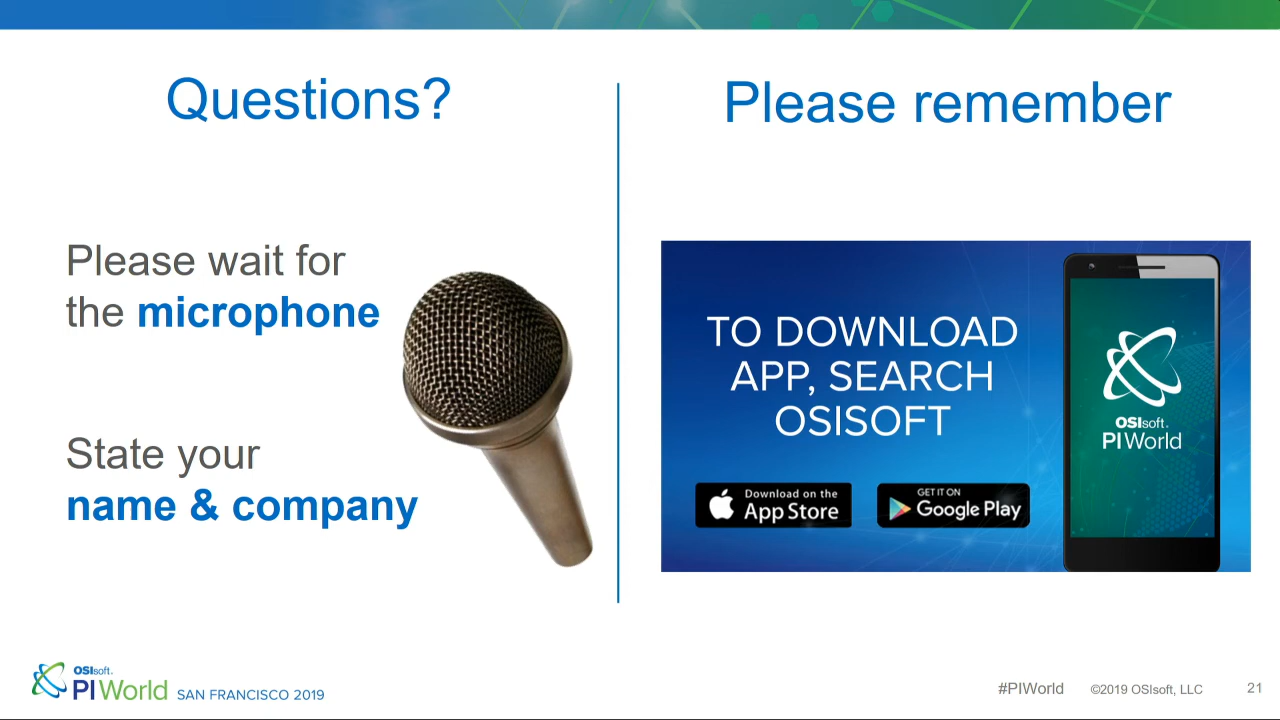 Questions?
Please wait for
the microphone
State your
name & company
Please remember
TO DOWNLOAD
APP, SEARCH
OSISOFT
Download on the
App Store
GET IT ON
Google Play
OSIsoft.
PI World
OSIsoft.
PI World SAN FRANCISCO 2019
#PIWorld ©2019 OSIsoft, LLC 21